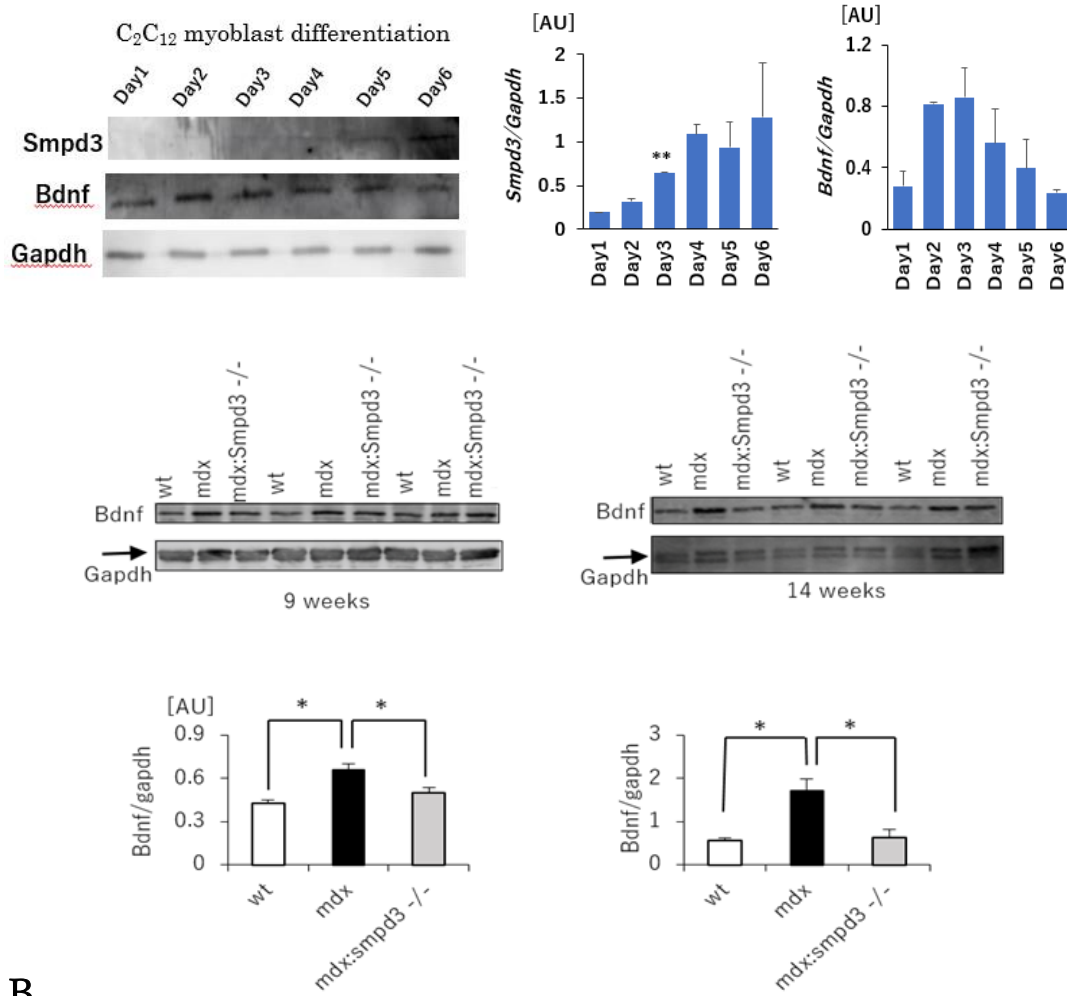 C₂C₁₂ myoblast differentiation
Day1 Day2 Day3 Day4 Day5 Day6
Smpd3
Bdnf
Gapdh
[AU]
Smpd3/Gapdh
2
1.5
1
0.5
0
**
Day1 Day2 Day3 Day4 Day5 Day6
[AU]
Bdnf/Gapdh
1.2
0.8
0.4
0
Day1 Day2 Day3 Day4 Day5 Day6
wt mdx mdx:Smpd3 -/- wt mdx mdx:Smpd3 -/- wt mdx mdx:Smpd3 -/-
Bdnf
Gapdh
9 weeks
wt mdx mdx:Smpd3 -/- wt mdx mdx:Smpd3 -/- wt mdx mdx:Smpd3 -/-
Bdnf
Gapdh
14 weeks
[AU]
Bdnf/gapdh
0.9
0.6
0.3
0
* *
wt mdx mdx:smpd3 -/-
Bdnf/gapdh
3
2
1
0
* *
wt mdx mdx:smpd3 -/-
B